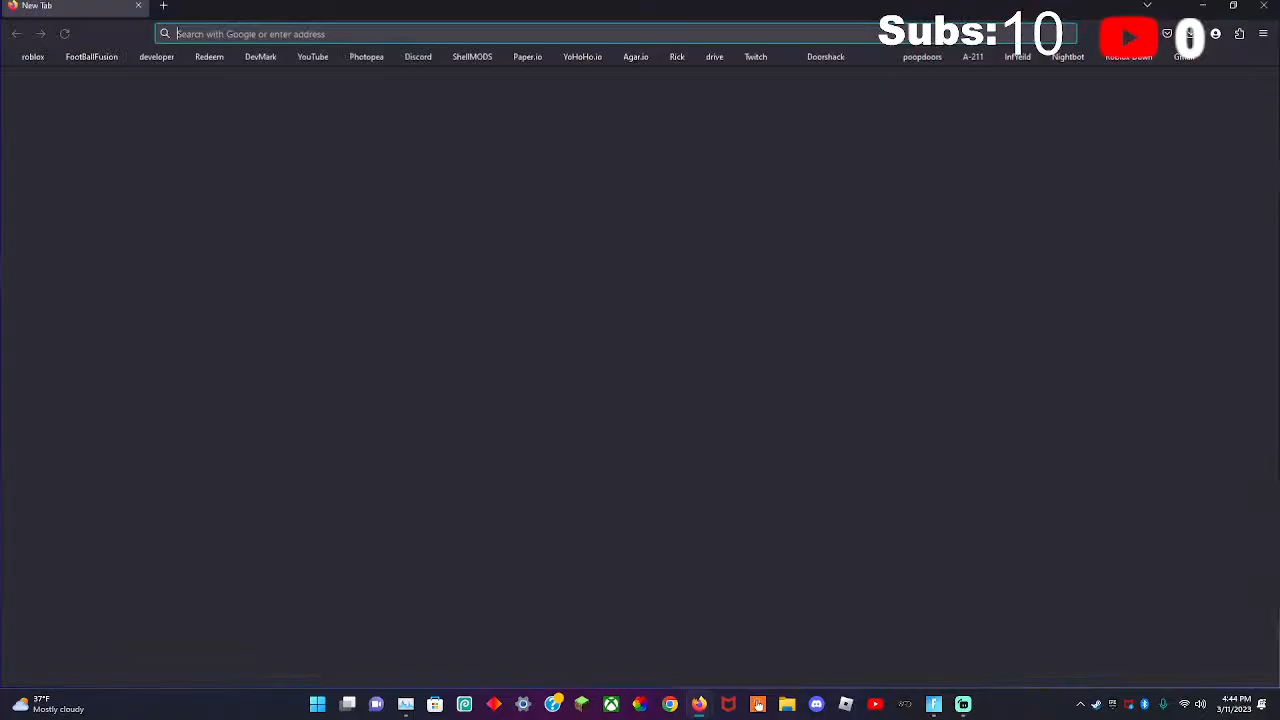 New Tab
Search with Google or enter address
Subs:10
0
roblox FootBallFusion developer Redeem DevMark YouTube Photopea Discord ShellMODS Paper.io YoHoHo.io Agar.io Rick drive Twitch Doorshack poopdoors A-211 Nightbot
37°F
Mostly cloudy
4:44 PM
3/11/2023